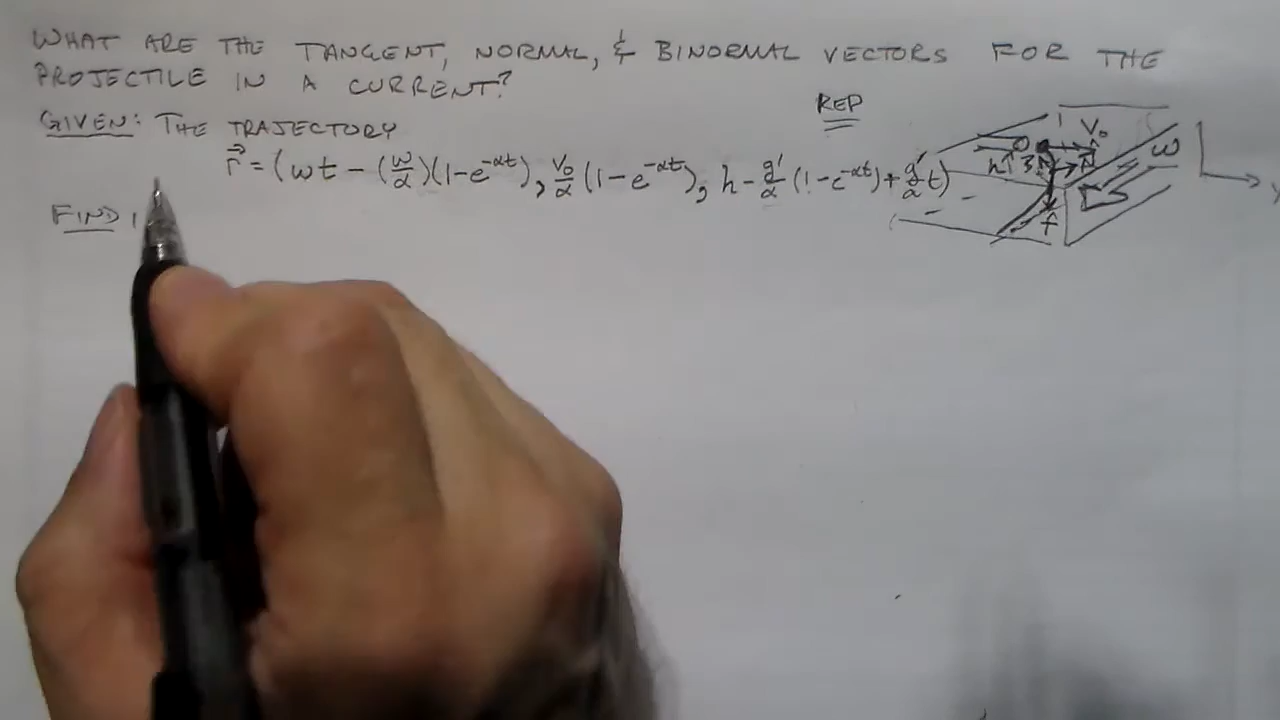 WHAT ARE THE TANGENT, NORMAL, & BINORMAL VECTORS FOR THE
PROJECTILE IN A CURRENT?
REP
GIVEN: THE TRAJECTORY
r⃗ = (wt - (w/α)(1-e^-αt), v₀/α (1-e^-αt), h - g'/α (1-e^-αt) + g'/α t)
FIND:
V₀
w
h